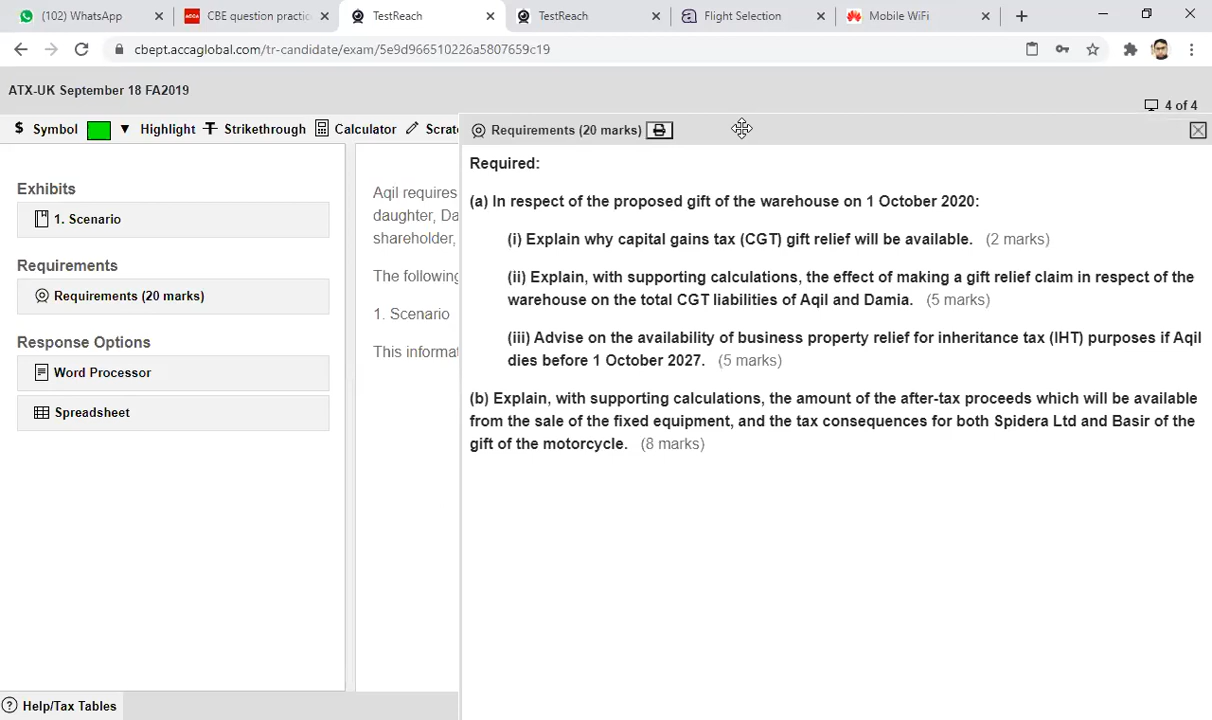 (102) WhatsApp
CBE question practic
TestReach
TestReach
Flight Selection
Mobile WiFi
cbept.accaglobal.com/tr-candidate/exam/5e9d966510226a5807659c19
ATX-UK September 18 FA2019
4 of 4
$ Symbol
Highlight
Strikethrough
Calculator
Scrat
Requirements (20 marks)
Exhibits
1. Scenario
Requirements
Requirements (20 marks)
Response Options
Word Processor
Spreadsheet
Aqil requires
daughter, Da
shareholder,
The following
1. Scenario
This informat
Required:
(a) In respect of the proposed gift of the warehouse on 1 October 2020:
(i) Explain why capital gains tax (CGT) gift relief will be available. (2 marks)
(ii) Explain, with supporting calculations, the effect of making a gift relief claim in respect of the
warehouse on the total CGT liabilities of Aqil and Damia. (5 marks)
(iii) Advise on the availability of business property relief for inheritance tax (IHT) purposes if Aqil
dies before 1 October 2027. (5 marks)
(b) Explain, with supporting calculations, the amount of the after-tax proceeds which will be available
from the sale of the fixed equipment, and the tax consequences for both Spidera Ltd and Basir of the
gift of the motorcycle. (8 marks)
Help/Tax Tables